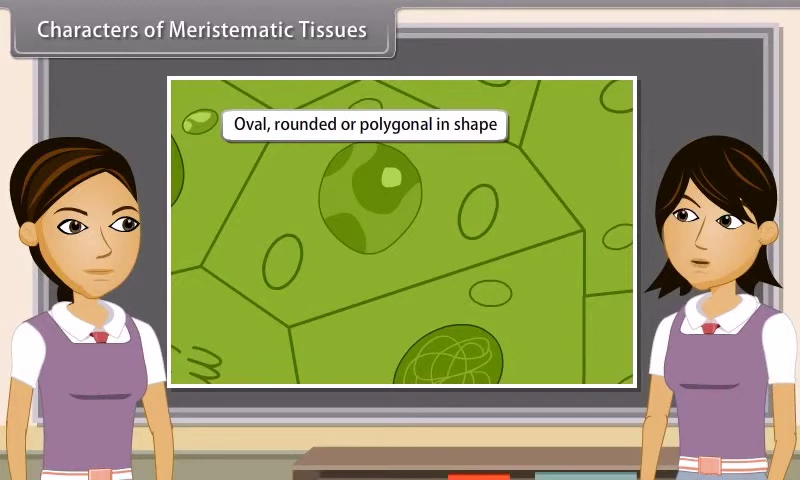 Characters of Meristematic Tissues
Oval, rounded or polygonal in shape